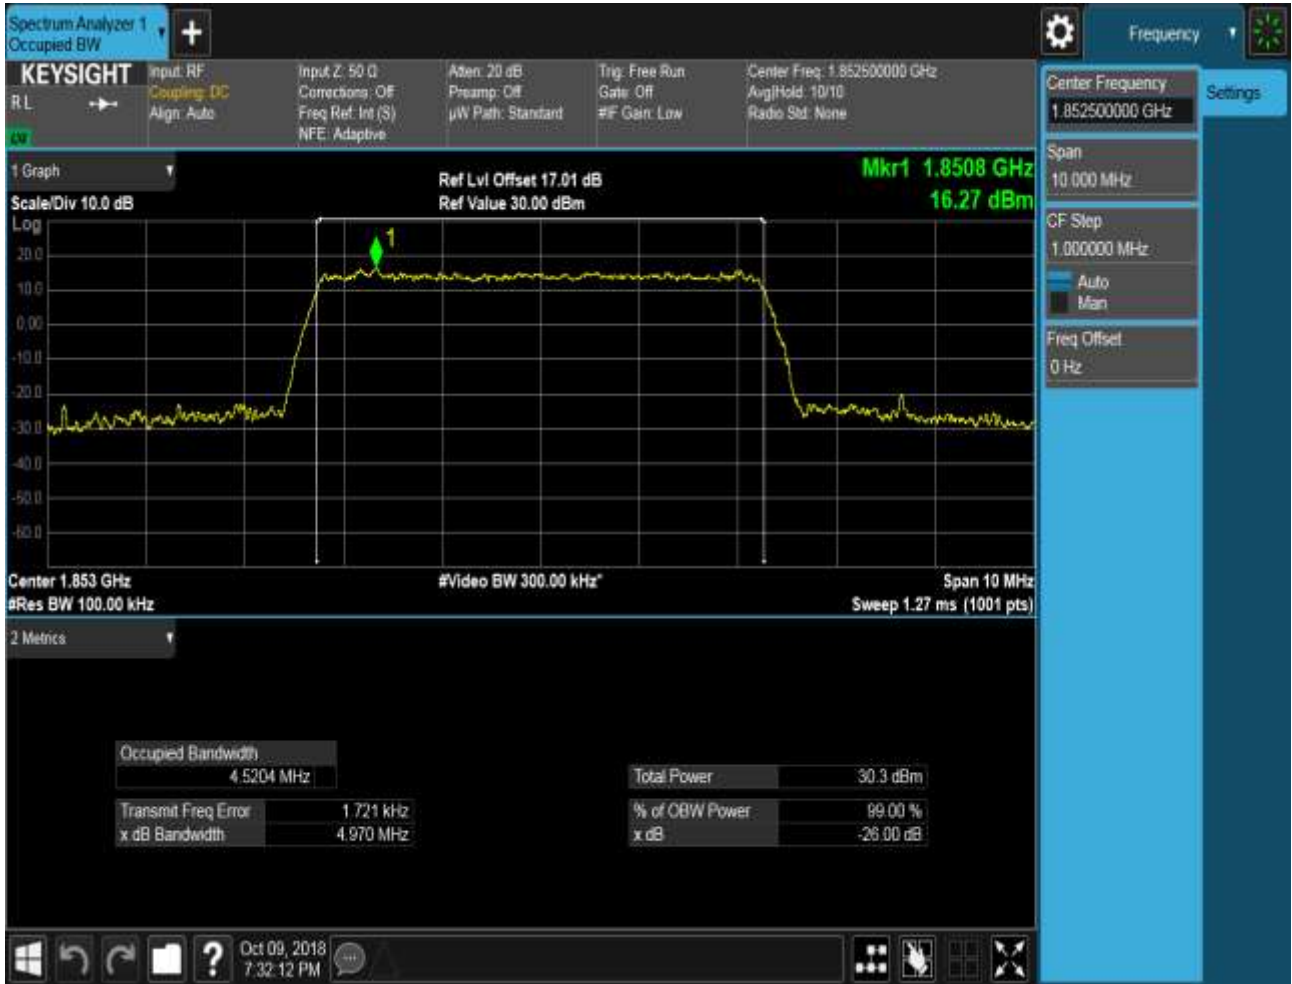 Spectrum Analyzer 1
Occupied BW
Frequency
KEYSIGHT
R L
Input: RF
Coupling: DC
Align: Auto
Input Z: 50 Ω
Corrections: Off
Freq Ref: Int (S)
NFE: Adaptive
Atten: 20 dB
Preamp: Off
µW Path: Standard
Trig: Free Run
Gate: Off
#IF Gain: Low
Center Freq: 1.852500000 GHz
Avg|Hold: 10/10
Radio Std: None
Center Frequency
1.852500000 GHz
Settings
Span
10.000 MHz
CF Step
1.000000 MHz
Auto
Man
Freq Offset
0 Hz
1 Graph
Scale/Div 10.0 dB
Ref Lvl Offset 17.01 dB
Ref Value 30.00 dBm
Mkr1 1.8508 GHz
16.27 dBm
Log
1
20.0
10.0
0.00
-10.0
-20.0
-30.0
-40.0
-50.0
-60.0
Center 1.853 GHz
#Res BW 100.00 kHz
#Video BW 300.00 kHz*
Span 10 MHz
Sweep 1.27 ms (1001 pts)
2 Metrics
Occupied Bandwidth
4.5204 MHz
Total Power 30.3 dBm
Transmit Freq Error 1.721 kHz
% of OBW Power 99.00 %
x dB Bandwidth 4.970 MHz
x dB -26.00 dB
?
Oct 09, 2018
7:32:12 PM